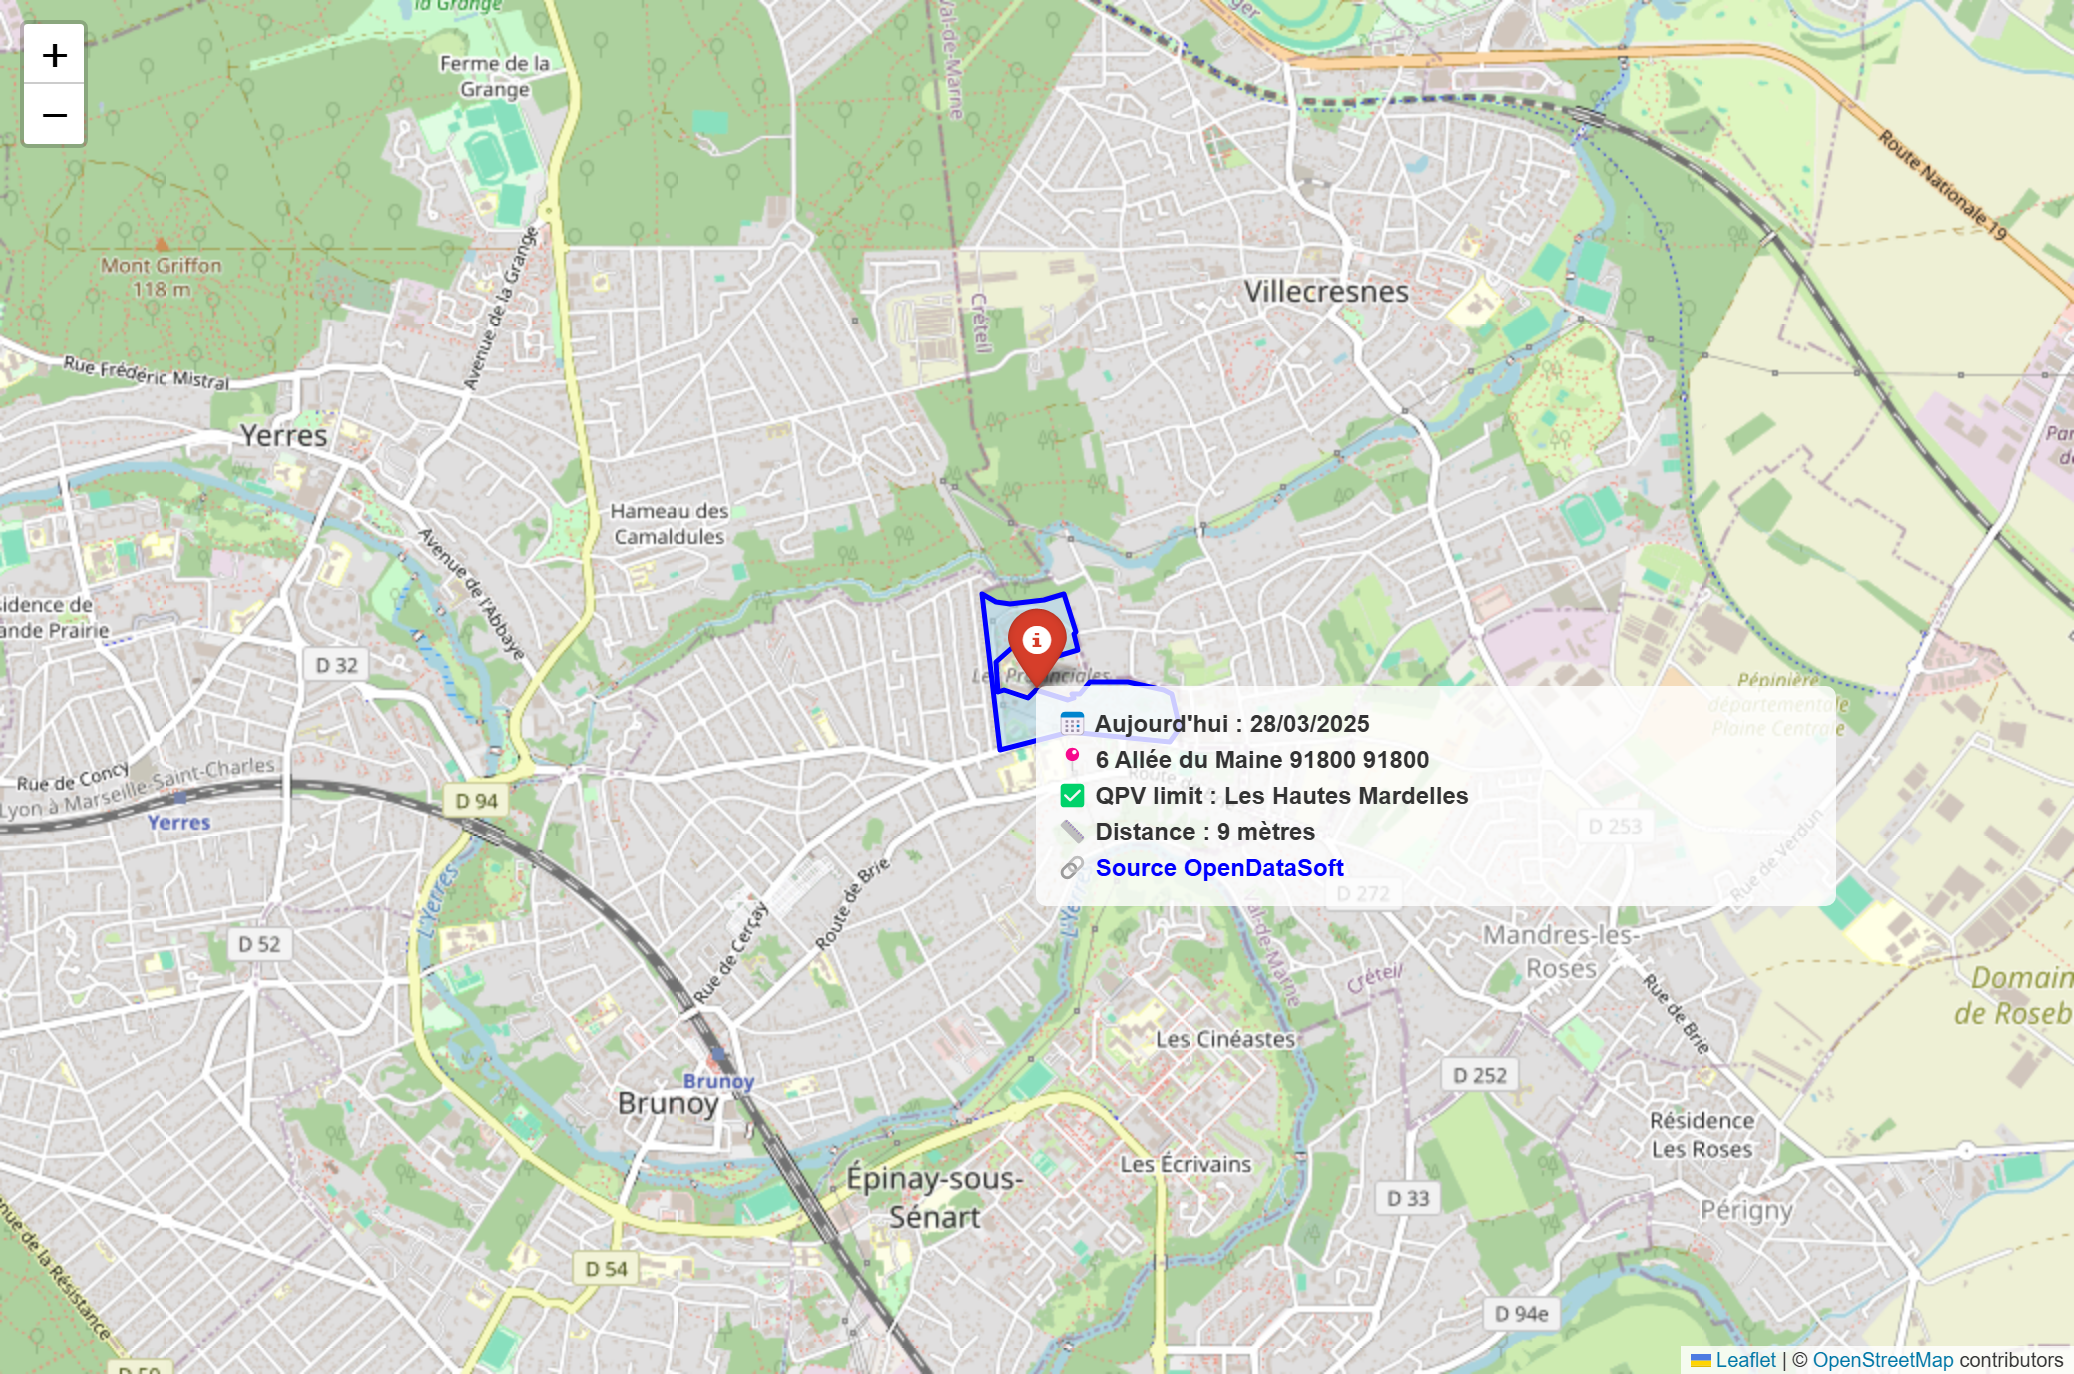 +
−
la Grange
Ferme de la
Grange
Val-de-Marne
Route Nationale 19
Mont Griffon
118 m
Avenue de la Grange
Créteil
Villecresnes
Rue Frédéric Mistral
Yerres
Hameau des
Camaldules
Avenue de l'Abbaye
sidence de
ande Prairie
D 32
Les Provinciales
Pépinière
départementale
Plaine Centrale
Par
de
Aujourd'hui : 28/03/2025
6 Allée du Maine 91800 91800
QPV limit : Les Hautes Mardelles
Distance : 9 mètres
Source OpenDataSoft
Rue de Concy
Lyon à Marseille-Saint-Charles
Yerres
D 94
D 253
Rue de Verdun
D 272
L'Yerres
Route de Brie
Rue de Cerçay
D 52
Val-de-Marne
Créteil
Mandres-les-
Roses
Rue de Brie
Domain
de Roseb
Les Cinéastes
D 252
Brunoy
Brunoy
Résidence
Les Roses
Épinay-sous-
Sénart
Les Écrivains
D 33
Périgny
nue de la Résistance
D 54
D 94e
D 50
Leaflet | © OpenStreetMap contributors